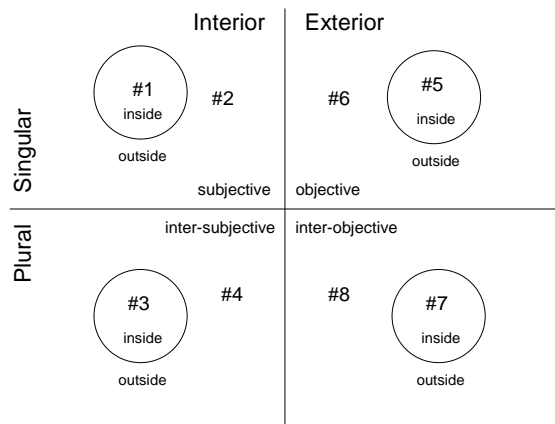 Interior Exterior
Singular
#1
inside
#2
outside
#6
#5
inside
outside
subjective objective
Plural
inter-subjective inter-objective
#3
inside
#4
outside
#8
#7
inside
outside